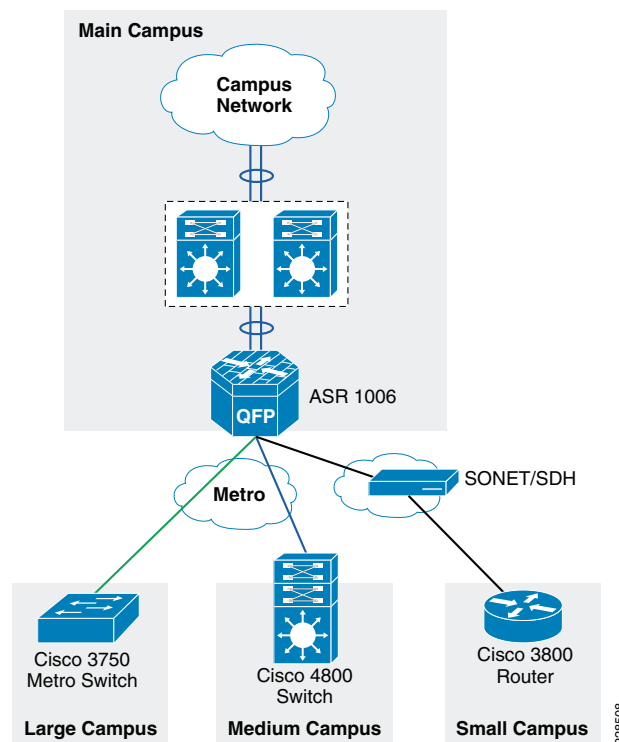 Main Campus
Campus
Network
ASR 1006
QFP
SONET/SDH
Metro
Cisco 3750
Metro Switch
Cisco 4800
Switch
Cisco 3800
Router
Large Campus
Medium Campus
Small Campus